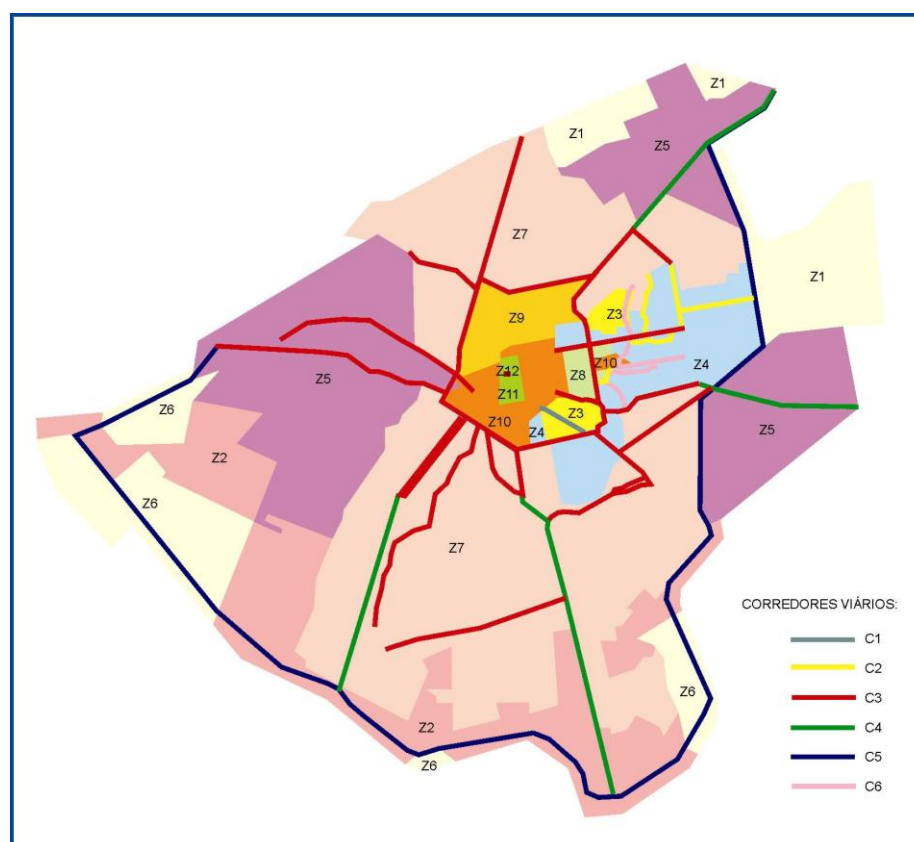 Z1
Z1
Z5
Z7
Z1
Z9
Z3
Z12
Z8
Z10
Z4
Z5
Z11
Z6
Z10
Z3
Z4
Z5
Z2
Z6
Z7
CORREDORES VIÁRIOS:
C1
C2
C3
C4
C5
C6
Z6
Z2
Z6